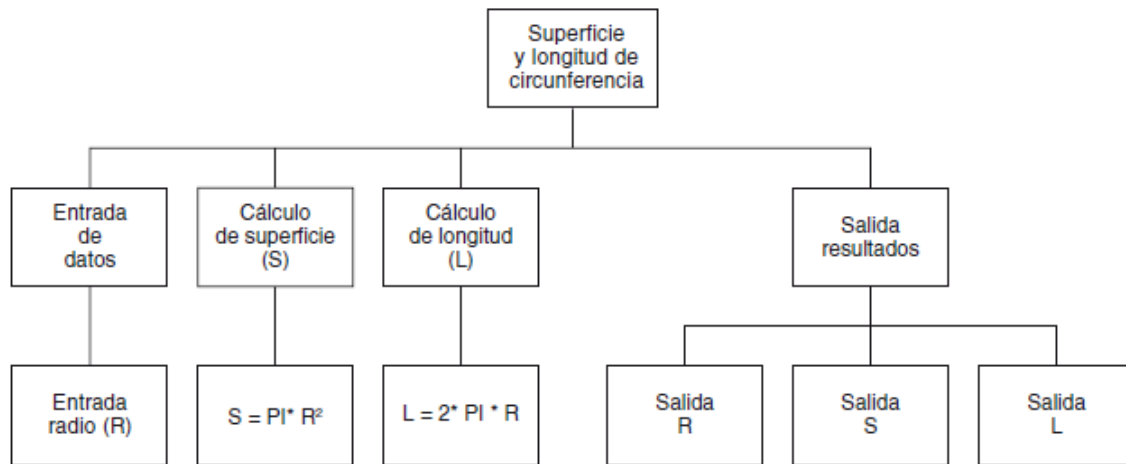 Superficie
y longitud de
circunferencia
Entrada
de
datos
Cálculo
de superficie
(S)
Cálculo
de longitud
(L)
Salida
resultados
Entrada
radio (R)
S = PI* R²
L = 2* PI * R
Salida
R
Salida
S
Salida
L